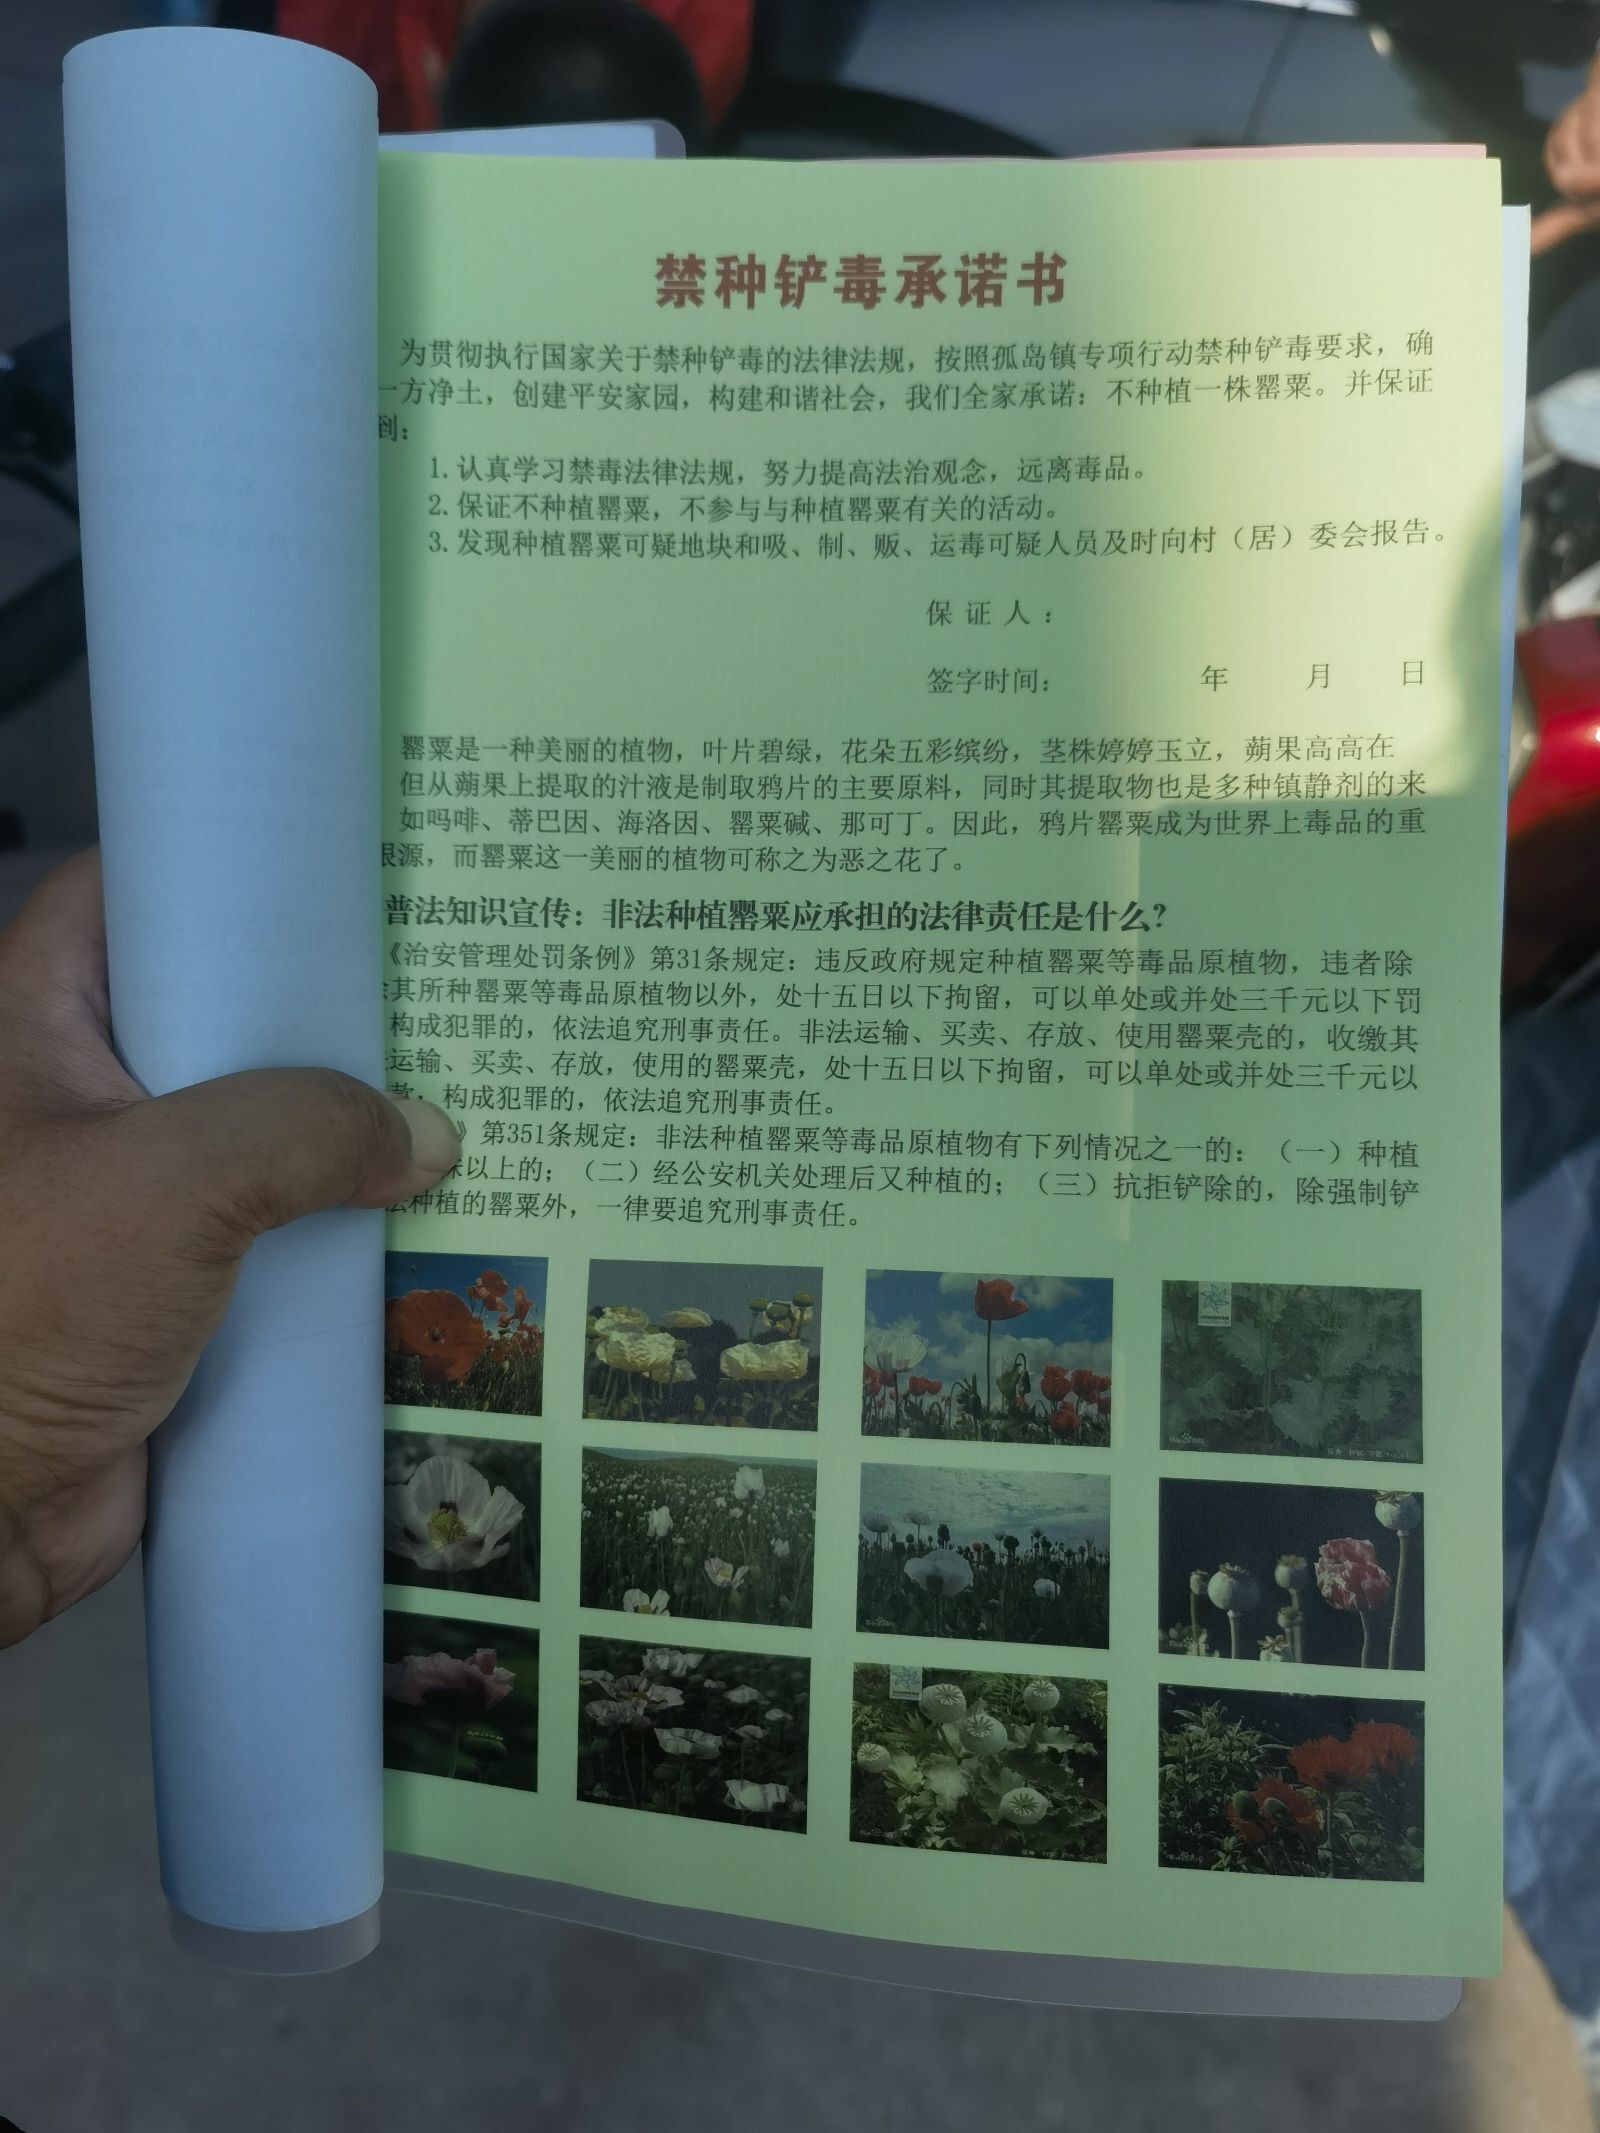 禁种铲毒承诺书
为贯彻执行国家关于禁种铲毒的法律法规，按照孤岛镇专项行动禁种铲毒要求，确
一方净土，创建平安家园，构建和谐社会，我们全家承诺：不种植一株罂粟。并保证
到：
1.认真学习禁毒法律法规，努力提高法治观念，远离毒品。
2.保证不种植罂粟，不参与与种植罂粟有关的活动。
3.发现种植罂粟可疑地块和吸、制、贩、运毒可疑人员及时向村（居）委会报告。
保 证 人：
签字时间： 年 月 日
罂粟是一种美丽的植物，叶片碧绿，花朵五彩缤纷，茎株婷婷玉立，蒴果高高在
但从蒴果上提取的汁液是制取鸦片的主要原料，同时其提取物也是多种镇静剂的来
如吗啡、蒂巴因、海洛因、罂粟碱、那可丁。因此，鸦片罂粟成为世界上毒品的重
根源，而罂粟这一美丽的植物可称之为恶之花了。
普法知识宣传：非法种植罂粟应承担的法律责任是什么？
《治安管理处罚条例》第31条规定：违反政府规定种植罂粟等毒品原植物，违者除
其所种罂粟等毒品原植物以外，处十五日以下拘留，可以单处或并处三千元以下罚
构成犯罪的，依法追究刑事责任。非法运输、买卖、存放、使用罂粟壳的，收缴其
运输、买卖、存放，使用的罂粟壳，处十五日以下拘留，可以单处或并处三千元以
款；构成犯罪的，依法追究刑事责任。
》第351条规定：非法种植罂粟等毒品原植物有下列情况之一的：（一）种植
株以上的；（二）经公安机关处理后又种植的；（三）抗拒铲除的，除强制铲
法种植的罂粟外，一律要追究刑事责任。